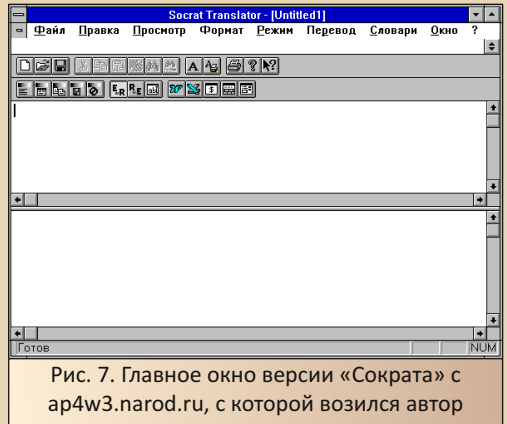 Socrat Translator - [Untitled1]
Файл Правка Просмотр Формат Режим Перевод Словари Окно ?
Готов NUM
Рис. 7. Главное окно версии «Сократа» с
ap4w3.narod.ru, с которой возился автор